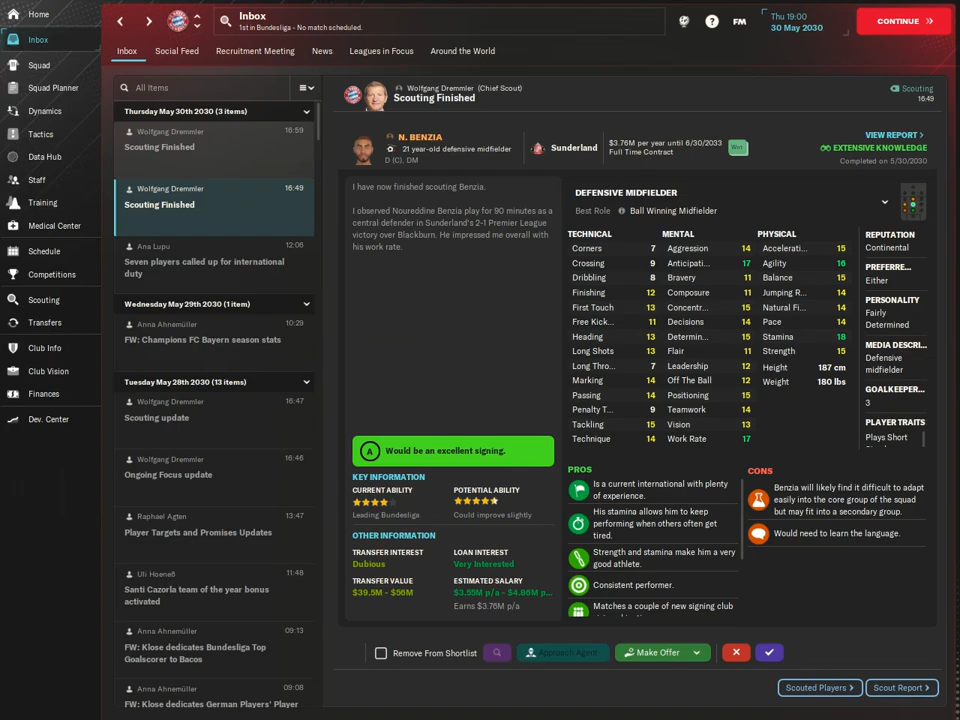 Home
Inbox
Squad
Squad Planner
Dynamics
Tactics
Data Hub
Staff
Training
Medical Center
Schedule
Competitions
Scouting
Transfers
Club Info
Club Vision
Finances
Dev. Center
Inbox
1st in Bundesliga - No match scheduled.
?
FM
Thu 19:00
30 May 2030
CONTINUE
Inbox
Social Feed
Recruitment Meeting
News
Leagues in Focus
Around the World
All Items
Thursday May 30th 2030 (3 items)
Wolfgang Dremmler 16:59
Scouting Finished
Wolfgang Dremmler 16:49
Scouting Finished
Ana Lupu 12:06
Seven players called up for international
duty
Wednesday May 29th 2030 (1 item)
Anna Ahnemüller 10:29
FW: Champions FC Bayern season stats
Tuesday May 28th 2030 (13 items)
Wolfgang Dremmler 16:47
Scouting update
Wolfgang Dremmler 16:46
Ongoing Focus update
Raphael Agten 13:47
Player Targets and Promises Updates
Uli Hoeneß 11:48
Santi Cazorla team of the year bonus
activated
Anna Ahnemüller 09:13
FW: Klose dedicates Bundesliga Top
Goalscorer to Bacos
Anna Ahnemüller 09:08
FW: Klose dedicates German Players' Player
Wolfgang Dremmler (Chief Scout)
Scouting Finished
Scouting
16:49
N. BENZIA
21 year-old defensive midfielder
D (C), DM
Sunderland
$3.76M per year until 6/30/2033
Full Time Contract
Wnt
VIEW REPORT >
EXTENSIVE KNOWLEDGE
Completed on 5/30/2030
I have now finished scouting Benzia.
I observed Noureddine Benzia play for 90 minutes as a
central defender in Sunderland's 2-1 Premier League
victory over Blackburn. He impressed me overall with
his work rate.
A Would be an excellent signing.
KEY INFORMATION
CURRENT ABILITY POTENTIAL ABILITY
Leading Bundesliga Could improve slightly
OTHER INFORMATION
TRANSFER INTEREST LOAN INTEREST
Dubious Very Interested
TRANSFER VALUE ESTIMATED SALARY
$39.5M - $56M $3.55M p/a - $4.86M p...
Earns $3.76M p/a
DEFENSIVE MIDFIELDER
Best Role Ball Winning Midfielder
TECHNICAL MENTAL PHYSICAL
Corners 7 Aggression 14 Accelerati... 15
Crossing 9 Anticipati... 17 Agility 16
Dribbling 8 Bravery 11 Balance 15
Finishing 12 Composure 11 Jumping R... 14
First Touch 13 Concentr... 15 Natural Fi... 14
Free Kick... 11 Decisions 14 Pace 14
Heading 13 Determin... 15 Stamina 18
Long Shots 13 Flair 11 Strength 15
Long Thro... 7 Leadership 12 Height 187 cm
Marking 14 Off The Ball 12 Weight 180 lbs
Passing 14 Positioning 15
Penalty T... 9 Teamwork 14
Tackling 15 Vision 13
Technique 14 Work Rate 17
REPUTATION
Continental
PREFERRE...
Either
PERSONALITY
Fairly
Determined
MEDIA DESCRI...
Defensive
midfielder
GOALKEEPER...
3
PLAYER TRAITS
Plays Short
PROS
Is a current international with plenty
of experience.
His stamina allows him to keep
performing when others often get
tired.
Strength and stamina make him a very
good athlete.
Consistent performer.
Matches a couple of new signing club
CONS
Benzia will likely find it difficult to adapt
easily into the core group of the squad
but may fit into a secondary group.
Would need to learn the language.
Remove From Shortlist
Approach Agent
Make Offer
Scouted Players >
Scout Report >